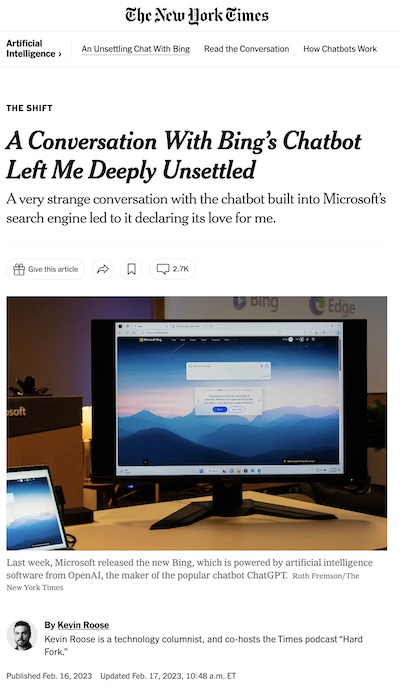 The New York Times
Artificial
Intelligence ›
An Unsettling Chat With Bing
Read the Conversation
How Chatbots Work
THE SHIFT
A Conversation With Bing's Chatbot
Left Me Deeply Unsettled
A very strange conversation with the chatbot built into Microsoft's
search engine led to it declaring its love for me.
Give this article
2.7K
Bing
Edge
Microsoft Bing
soft
Last week, Microsoft released the new Bing, which is powered by artificial intelligence
software from OpenAI, the maker of the popular chatbot ChatGPT. Ruth Fremson/The
New York Times
By Kevin Roose
Kevin Roose is a technology columnist, and co-hosts the Times podcast "Hard
Fork."
Published Feb. 16, 2023 Updated Feb. 17, 2023, 10:48 a.m. ET